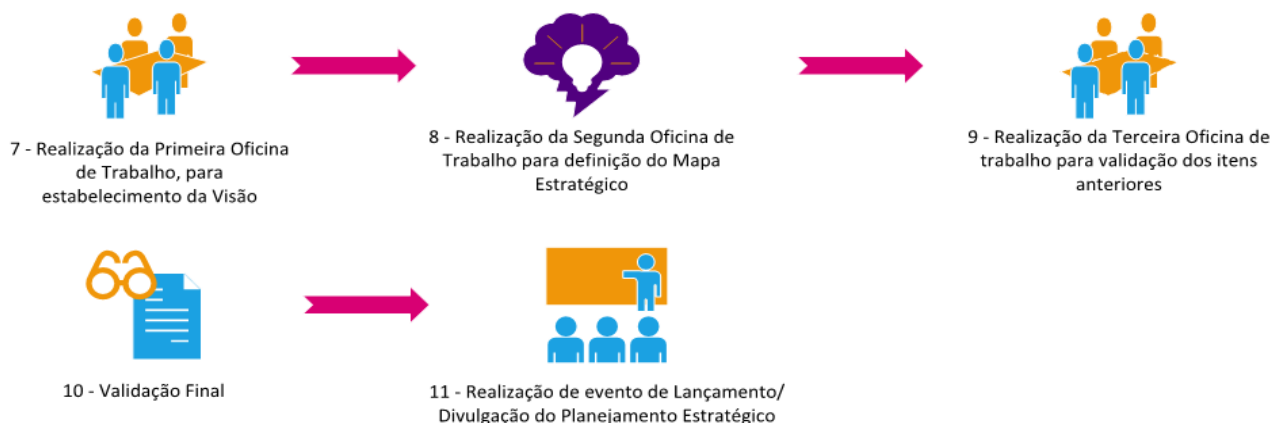 7 - Realização da Primeira Oficina
de Trabalho, para
estabelecimento da Visão
8 - Realização da Segunda Oficina de
Trabalho para definição do Mapa
Estratégico
9 - Realização da Terceira Oficina de
trabalho para validação dos itens
anteriores
10 - Validação Final
11 - Realização de evento de Lançamento/
Divulgação do Planejamento Estratégico